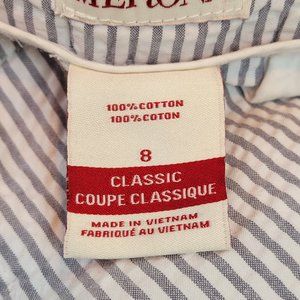 100% COTTON
100% COTON
8
CLASSIC
COUPE CLASSIQUE
MADE IN VIETNAM
FABRIQUÉ AU VIETNAM